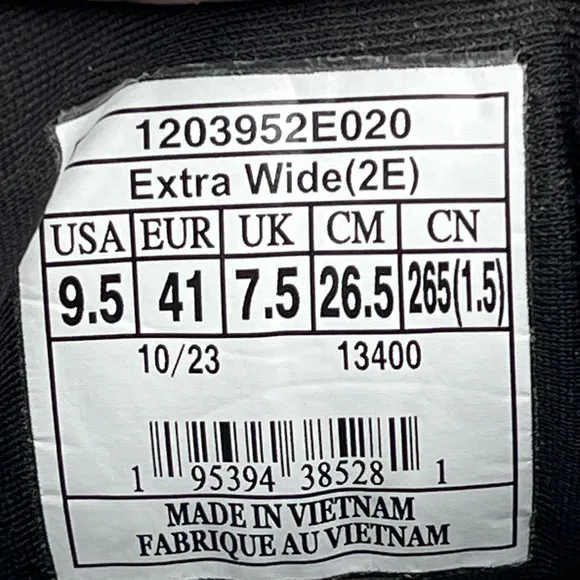 1203952E020
Extra Wide(2E)
USA EUR UK CM CN
9.5 41 7.5 26.5 265(1.5)
10/23 13400
1 95394 38528 1
MADE IN VIETNAM
FABRIQUE AU VIETNAM